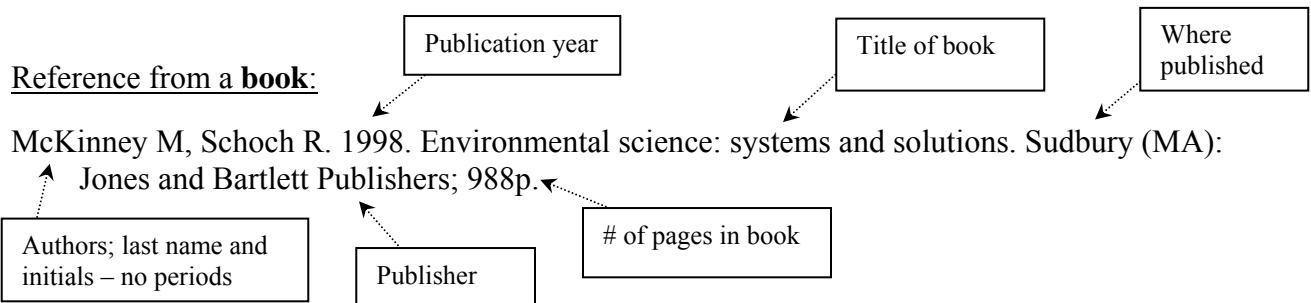 Publication year
Title of book
Where
published
Reference from a book:
McKinney M, Schoch R. 1998. Environmental science: systems and solutions. Sudbury (MA):
Jones and Bartlett Publishers; 988p.
Authors; last name and
initials – no periods
Publisher
# of pages in book